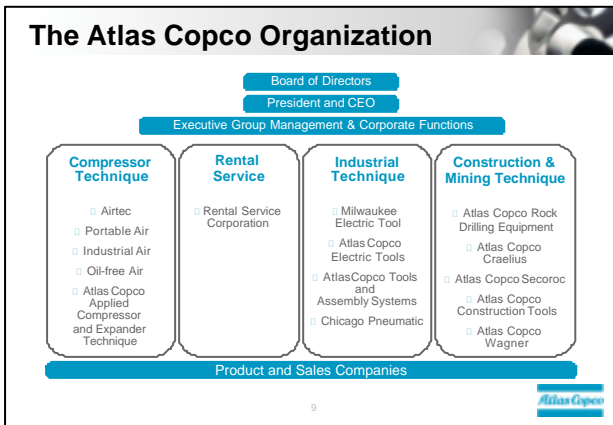 The Atlas Copco Organization
Board of Directors
President and CEO
Executive Group Management & Corporate Functions
Compressor
Technique
Airtec
Portable Air
Industrial Air
Oil-free Air
Atlas Copco
Applied
Compressor
and Expander
Technique
Rental
Service
Rental Service
Corporation
Industrial
Technique
Milwaukee
Electric Tool
Atlas Copco
Electric Tools
AtlasCopco Tools
and
Assembly Systems
Chicago Pneumatic
Construction &
Mining Technique
Atlas Copco Rock
Drilling Equipment
Atlas Copco
Craelius
Atlas Copco Secoroc
Atlas Copco
Construction Tools
Atlas Copco
Wagner
Product and Sales Companies
9
Atlas Copco